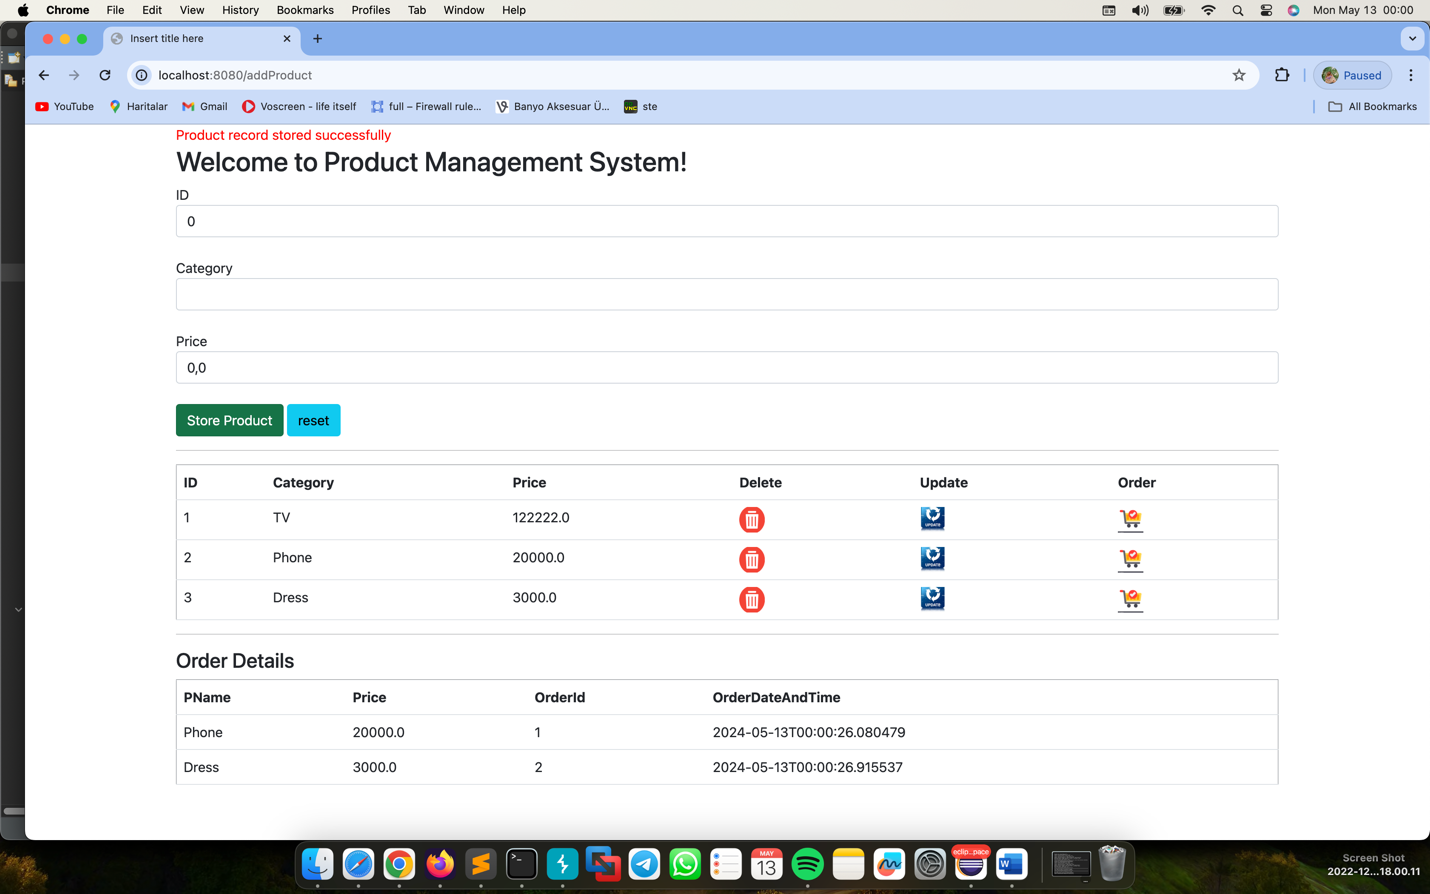 Chrome File Edit View History Bookmarks Profiles Tab Window Help Mon May 13 00:00
Insert title here
localhost:8080/addProduct
Paused
YouTube Haritalar Gmail Voscreen - life itself full – Firewall rule... Banyo Aksesuar Ü... ste All Bookmarks
Product record stored successfully
Welcome to Product Management System!
ID
0
Category
Price
0,0
Store Product reset
ID Category Price Delete Update Order
1 TV 122222.0 UPDATE
2 Phone 20000.0 UPDATE
3 Dress 3000.0 UPDATE
Order Details
PName Price OrderId OrderDateAndTime
Phone 20000.0 1 2024-05-13T00:00:26.080479
Dress 3000.0 2 2024-05-13T00:00:26.915537
MAY
13
eclip...pace
W
Screen Shot
2022-12...18.00.11